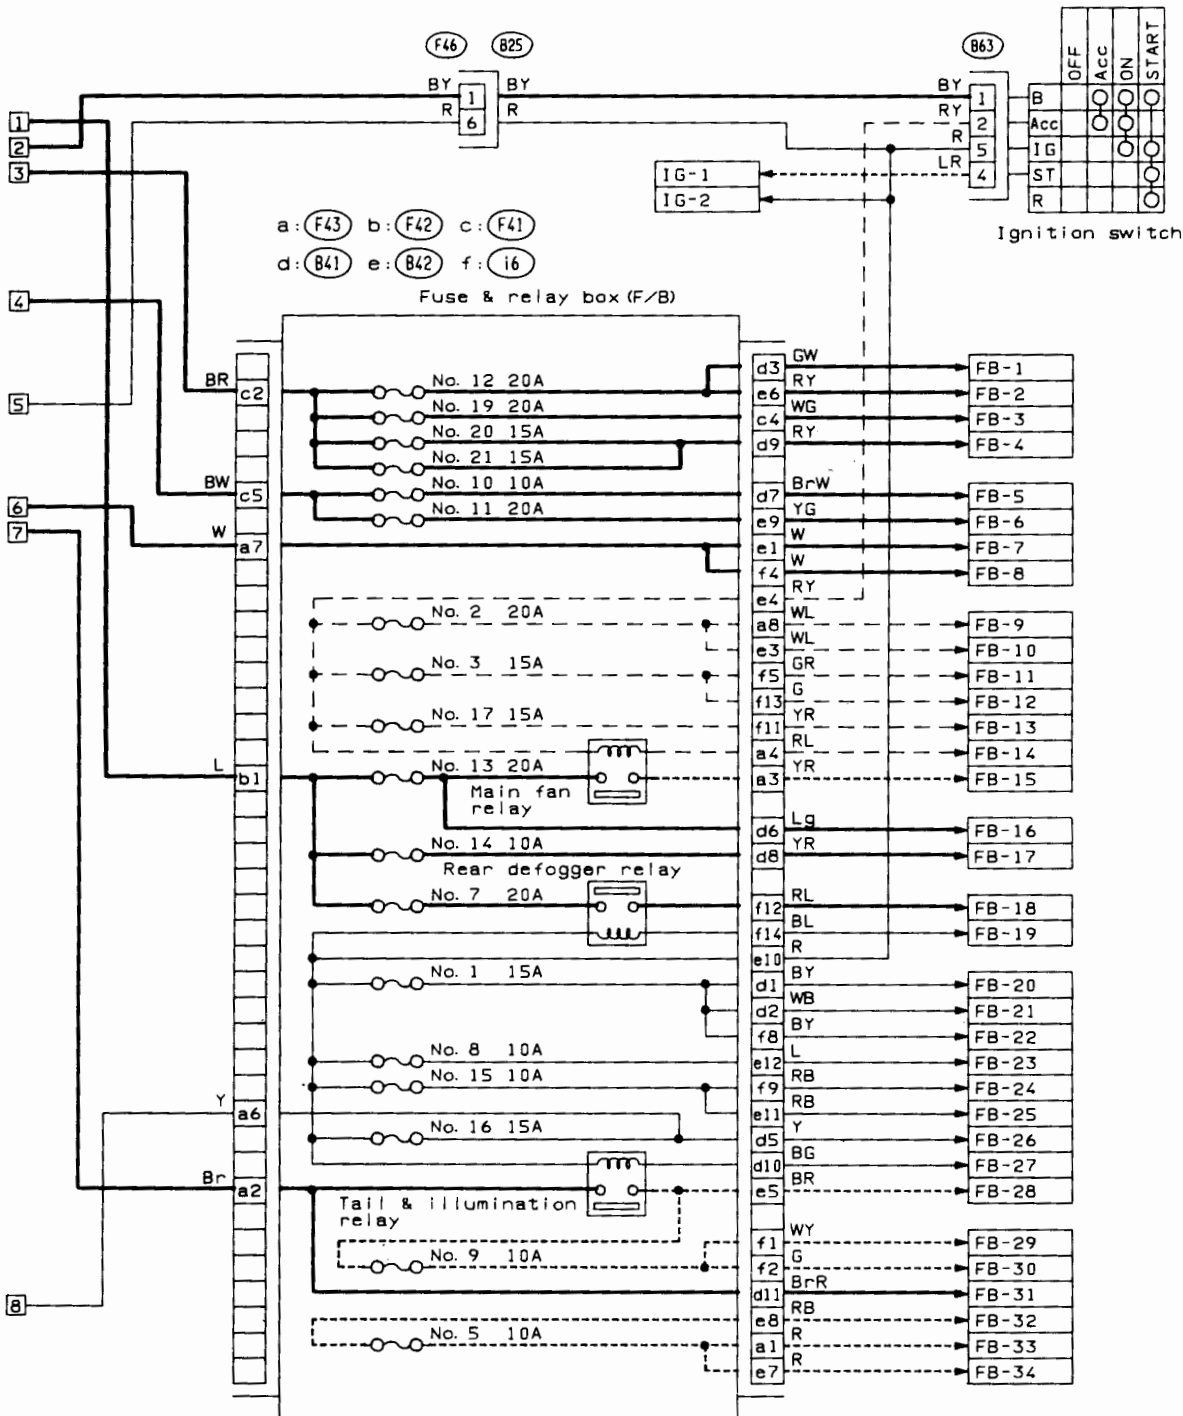 F46 B25 B63
OFF Acc ON START
BY 1 BY BY 1 B
R 6 R RY 2 Acc
R 5 IG
LR 4 ST
R
Ignition switch
IG-1
IG-2
1
2
3
4
5
6
7
8
a: F43 b: F42 c: F41
d: B41 e: B42 f: i6
Fuse & relay box (F/B)
d3 GW FB-1
BR c2 No. 12 20A e6 RY FB-2
No. 19 20A c4 WG FB-3
No. 20 15A d9 RY FB-4
No. 21 15A
BW c5 No. 10 10A d7 BrW FB-5
No. 11 20A e9 YG FB-6
W a7 e1 W FB-7
f4 W FB-8
e4 RY
No. 2 20A a8 WL FB-9
e3 WL FB-10
No. 3 15A f5 GR FB-11
f13 G FB-12
No. 17 15A f11 YR FB-13
a4 RL FB-14
L b1 No. 13 20A a3 YR FB-15
Main fan
relay
d6 Lg FB-16
No. 14 10A d8 YR FB-17
Rear defogger relay
No. 7 20A f12 RL FB-18
f14 BL FB-19
e10 R
No. 1 15A d1 BY FB-20
d2 WB FB-21
f8 BY FB-22
No. 8 10A e12 L FB-23
No. 15 10A f9 RB FB-24
Y a6 e11 RB FB-25
No. 16 15A d5 Y FB-26
d10 BG FB-27
Br a2 e5 BR FB-28
Tail & illumination
relay
f1 WY FB-29
No. 9 10A f2 G FB-30
d11 BrR FB-31
e8 RB FB-32
No. 5 10A a1 R FB-33
e7 R FB-34